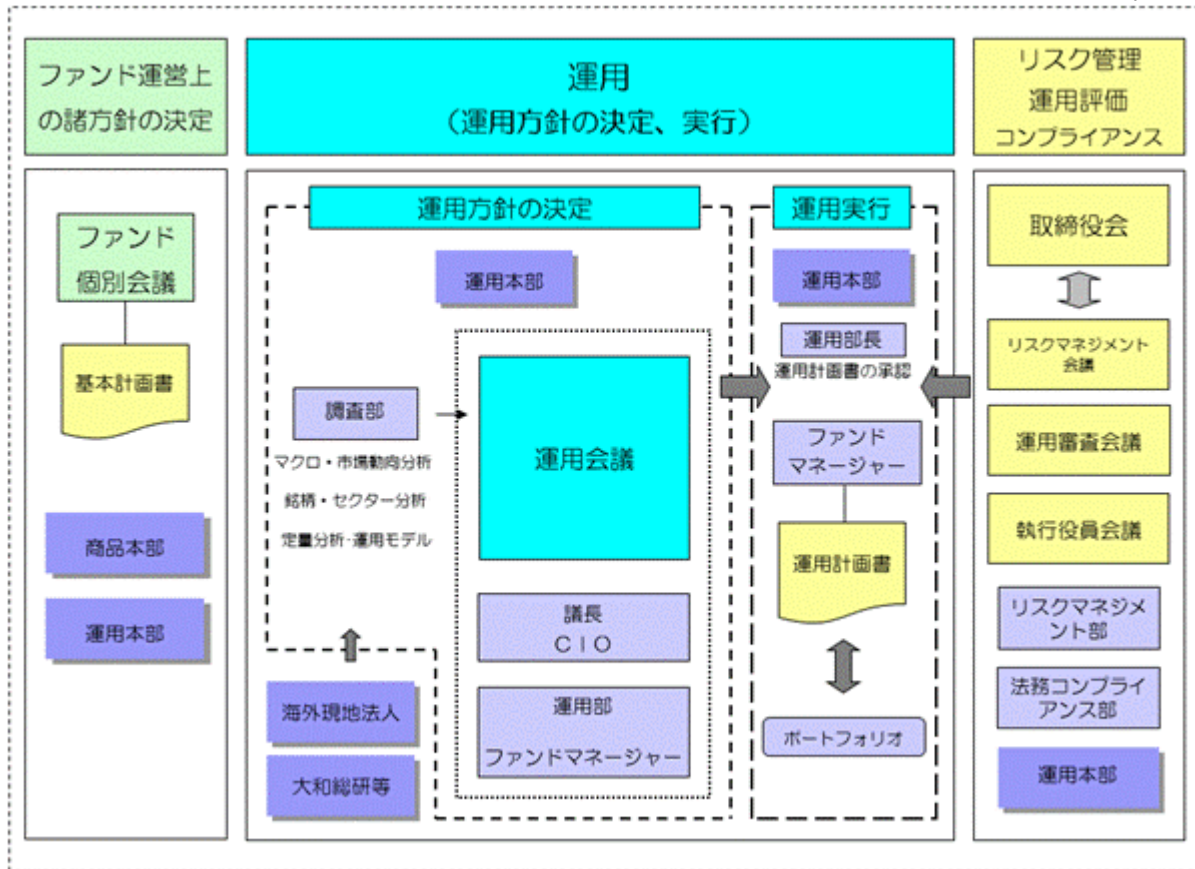 ファンド運営上
の諸方針の決定
運用
（運用方針の決定、実行）
リスク管理
運用評価
コンプライアンス
ファンド
個別会議
基本計画書
商品本部
運用本部
運用方針の決定
運用本部
調査部
マクロ・市場動向分析
銘柄・セクター分析
定量分析・運用モデル
海外現地法人
大和総研等
運用会議
議長
ＣＩＯ
運用部
ファンドマネージャー
運用実行
運用本部
運用部長
運用計画書の承認
ファンド
マネージャー
運用計画書
ポートフォリオ
取締役会
リスクマネジメント
会議
運用審査会議
執行役員会議
リスクマネジメ
ント部
法務コンプライ
アンス部
運用本部